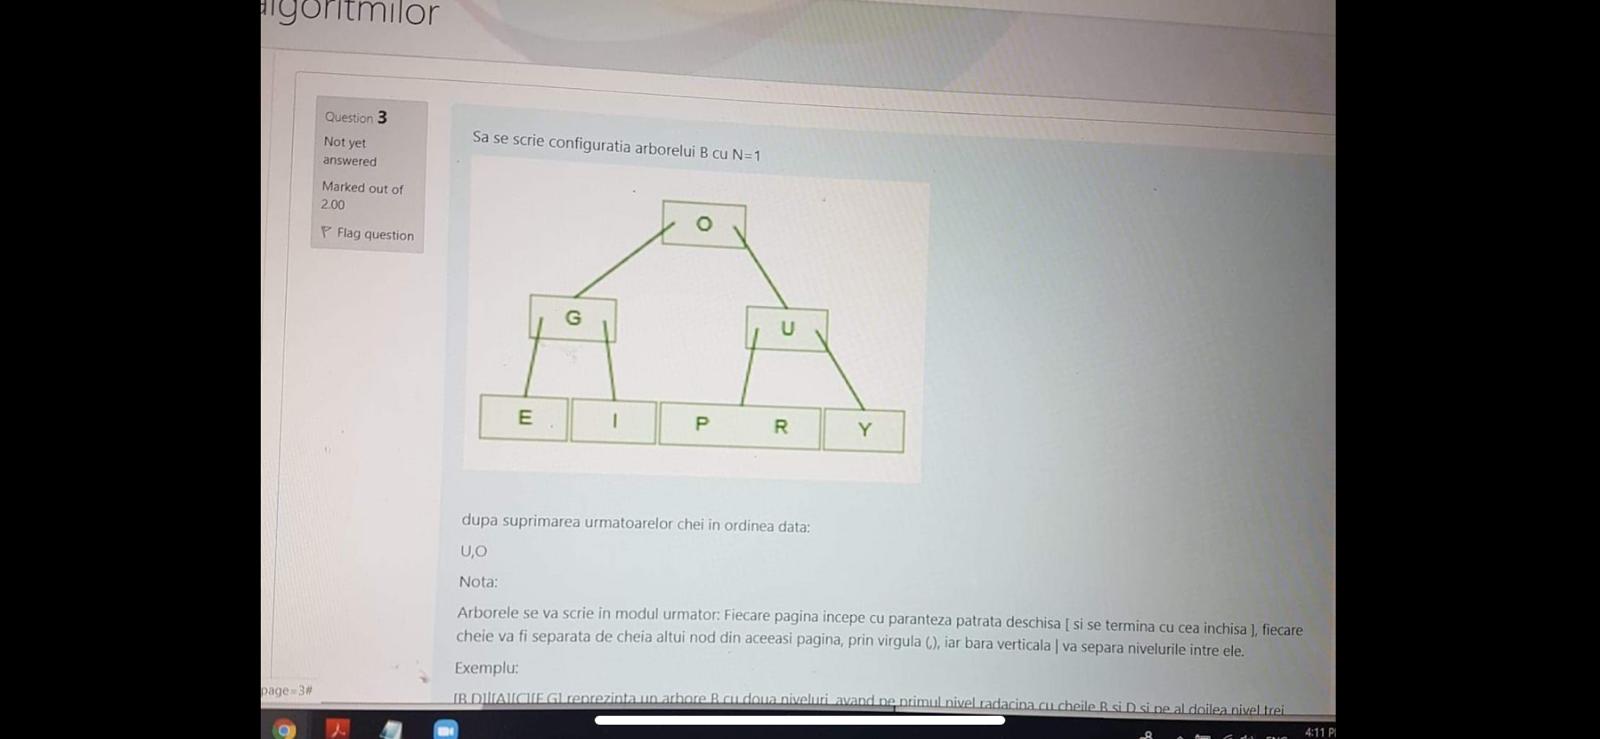 algoritmilor
Question 3
Not yet
answered
Marked out of
2.00
Flag question
Sa se scrie configuratia arborelui B cu N=1
O
G
U
E
I
P
R
Y
dupa suprimarea urmatoarelor chei in ordinea data:
U,O
Nota:
Arborele se va scrie in modul urmator: Fiecare pagina incepe cu paranteza patrata deschisa [ si se termina cu cea inchisa ], fiecare
cheie va fi separata de cheia altui nod din aceeasi pagina, prin virgula (,), iar bara verticala | va separa nivelurile intre ele.
Exemplu:
reprezinta un arbore B cu doua niveluri, avand pe primul nivel radacina cu cheile B si D si pe al doilea nivel trei
page=3#
4:11 P